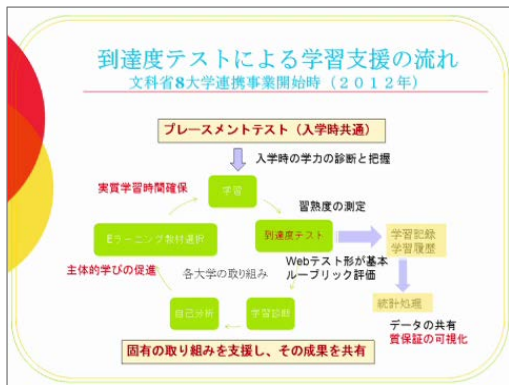 到達度テストによる学習支援の流れ
文科省8大学連携事業開始時(2012年)
プレースメントテスト(入学時共通)
入学時の学力の診断と把握
実質学習時間確保
学習
習熟度の測定
Eラーニング教材選択
到達度テスト
学習記録
学習履歴
主体的学びの促進
各大学の取り組み
Webテスト形が基本
ルーブリック評価
自己分析
学習診断
統計処理
データの共有
質保証の可視化
固有の取り組みを支援し、その成果を共有